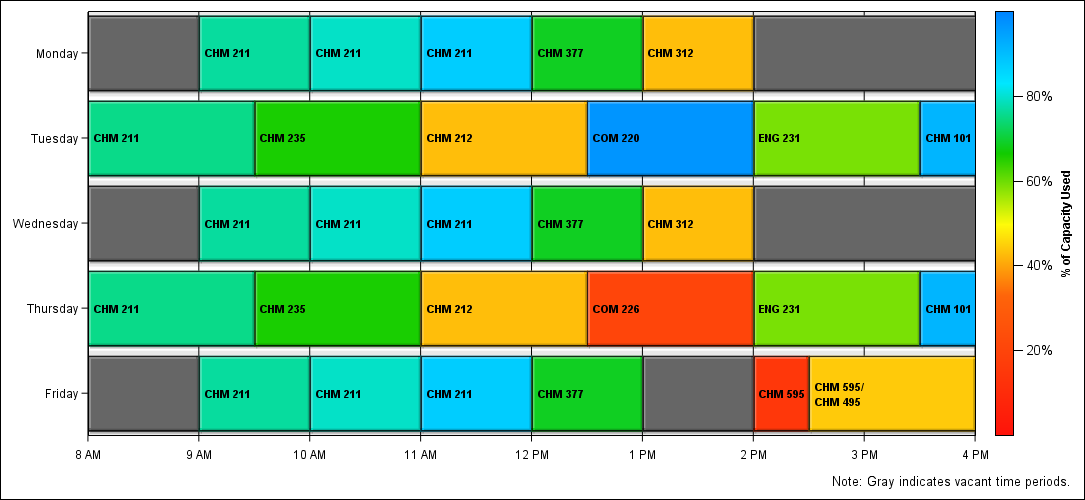 Monday
CHM 211
CHM 211
CHM 211
CHM 377
CHM 312
Tuesday
CHM 211
CHM 235
CHM 212
COM 220
ENG 231
CHM 101
Wednesday
CHM 211
CHM 211
CHM 211
CHM 377
CHM 312
Thursday
CHM 211
CHM 235
CHM 212
COM 226
ENG 231
CHM 101
Friday
CHM 211
CHM 211
CHM 211
CHM 377
CHM 595
CHM 595/
CHM 495
8 AM
9 AM
10 AM
11 AM
12 PM
1 PM
2 PM
3 PM
4 PM
80%
60%
40%
20%
% of Capacity Used
Note: Gray indicates vacant time periods.